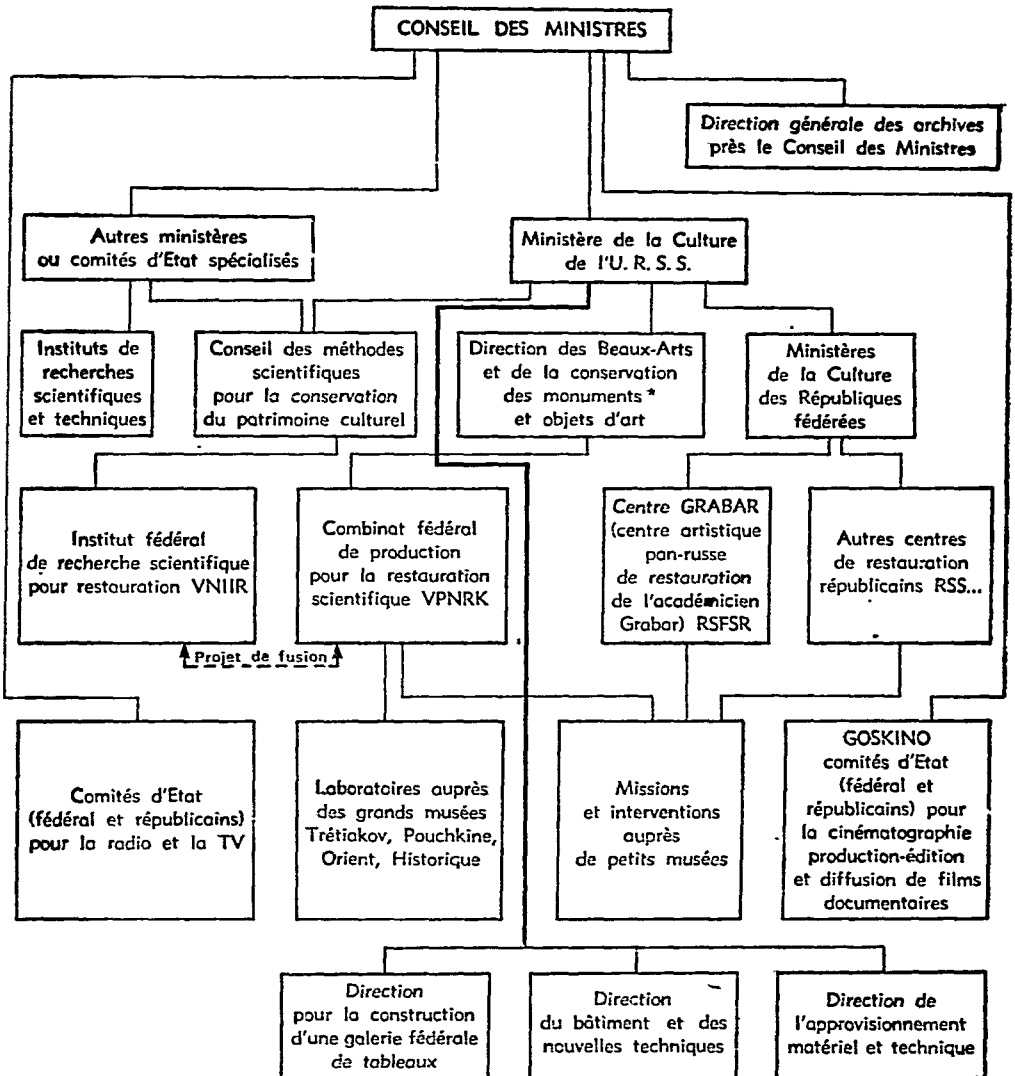 CONSEIL DES MINISTRES
Direction générale des archives
près le Conseil des Ministres
Autres ministères
ou comités d'Etat spécialisés
Ministère de la Culture
de l'U. R. S. S.
Instituts de
recherches
scientifiques
et techniques
Conseil des méthodes
scientifiques
pour la conservation
du patrimoine culturel
Direction des Beaux-Arts
et de la conservation
des monuments *
et objets d'art
Ministères
de la Culture
des Républiques
fédérées
Institut fédéral
de recherche scientifique
pour restauration VNIIR
Combinat fédéral
de production
pour la restauration
scientifique VPNRK
Centre GRABAR
(centre artistique
pan-russe
de restauration
de l'académicien
Grabar) RSFSR
Autres centres
de restauration
républicains RSS...
Projet de fusion
Comités d'Etat
(fédéral et républicains)
pour la radio et la TV
Laboratoires auprès
des grands musées
Trétiakov, Pouchkine,
Orient, Historique
Missions
et interventions
auprès
de petits musées
GOSKINO
comités d'Etat
(fédéral et
républicains) pour
la cinématographie
production-édition
et diffusion de films
documentaires
Direction
pour la construction
d'une galerie fédérale
de tableaux
Direction
du bâtiment et des
nouvelles techniques
Direction de
l'approvisionnement
matériel et technique